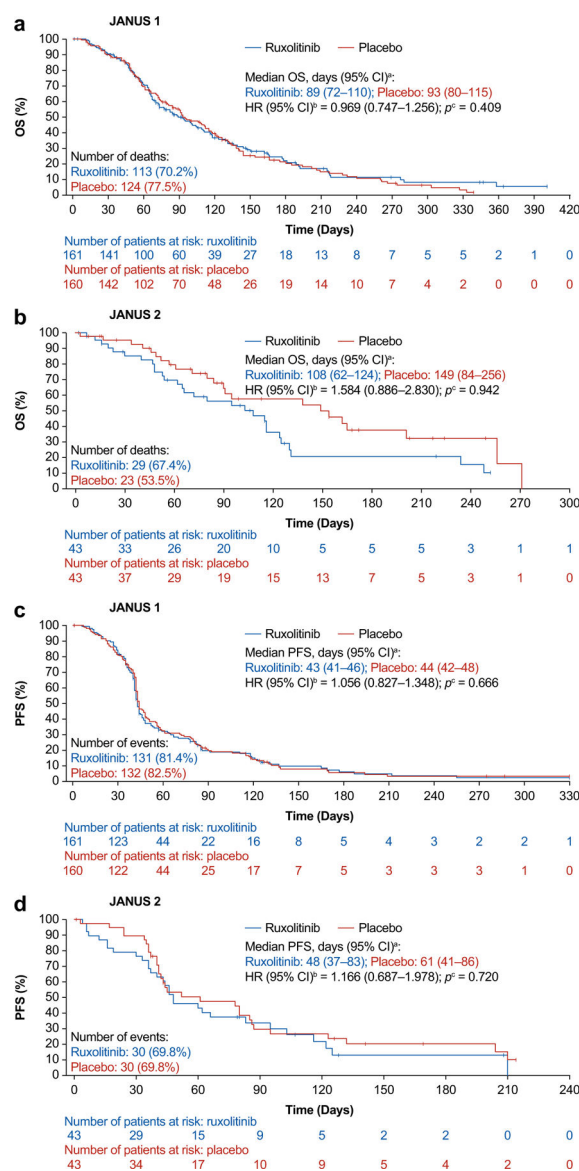 a
JANUS 1
Ruxolitinib Placebo
Median OS, days (95% CI)ᵃ:
Ruxolitinib: 89 (72–110); Placebo: 93 (80–115)
HR (95% CI)ᵇ = 0.969 (0.747–1.256); pᶜ = 0.409
OS (%)
100
90
80
70
60
50
40
30
20
10
0
Number of deaths:
Ruxolitinib: 113 (70.2%)
Placebo: 124 (77.5%)
0 30 60 90 120 150 180 210 240 270 300 330 360 390 420
Time (Days)
Number of patients at risk: ruxolitinib
161 141 100 60 39 27 18 13 8 7 5 5 2 1 0
Number of patients at risk: placebo
160 142 102 70 48 26 19 14 10 7 4 2 0 0 0
b
JANUS 2
Ruxolitinib Placebo
Median OS, days (95% CI)ᵃ:
Ruxolitinib: 108 (62–124); Placebo: 149 (84–256)
HR (95% CI)ᵇ = 1.584 (0.886–2.830); pᶜ = 0.942
OS (%)
100
90
80
70
60
50
40
30
20
10
0
Number of deaths:
Ruxolitinib: 29 (67.4%)
Placebo: 23 (53.5%)
0 30 60 90 120 150 180 210 240 270 300
Time (Days)
Number of patients at risk: ruxolitinib
43 33 26 20 10 5 5 5 3 1 1
Number of patients at risk: placebo
43 37 29 19 15 13 7 5 3 1 0
c
JANUS 1
Ruxolitinib Placebo
Median PFS, days (95% CI)ᵃ:
Ruxolitinib: 43 (41–46); Placebo: 44 (42–48)
HR (95% CI)ᵇ = 1.056 (0.827–1.348); pᶜ = 0.666
PFS (%)
100
90
80
70
60
50
40
30
20
10
0
Number of events:
Ruxolitinib: 131 (81.4%)
Placebo: 132 (82.5%)
0 30 60 90 120 150 180 210 240 270 300 330
Time (Days)
Number of patients at risk: ruxolitinib
161 123 44 22 16 8 5 4 3 2 2 1
Number of patients at risk: placebo
160 122 44 25 17 7 5 3 3 3 1 0
d
JANUS 2
Ruxolitinib Placebo
Median PFS, days (95% CI)ᵃ:
Ruxolitinib: 48 (37–83); Placebo: 61 (41–86)
HR (95% CI)ᵇ = 1.166 (0.687–1.978); pᶜ = 0.720
PFS (%)
100
90
80
70
60
50
40
30
20
10
0
Number of events:
Ruxolitinib: 30 (69.8%)
Placebo: 30 (69.8%)
0 30 60 90 120 150 180 210 240
Time (Days)
Number of patients at risk: ruxolitinib
43 29 15 9 5 2 2 0 0
Number of patients at risk: placebo
43 34 17 10 9 5 4 2 0